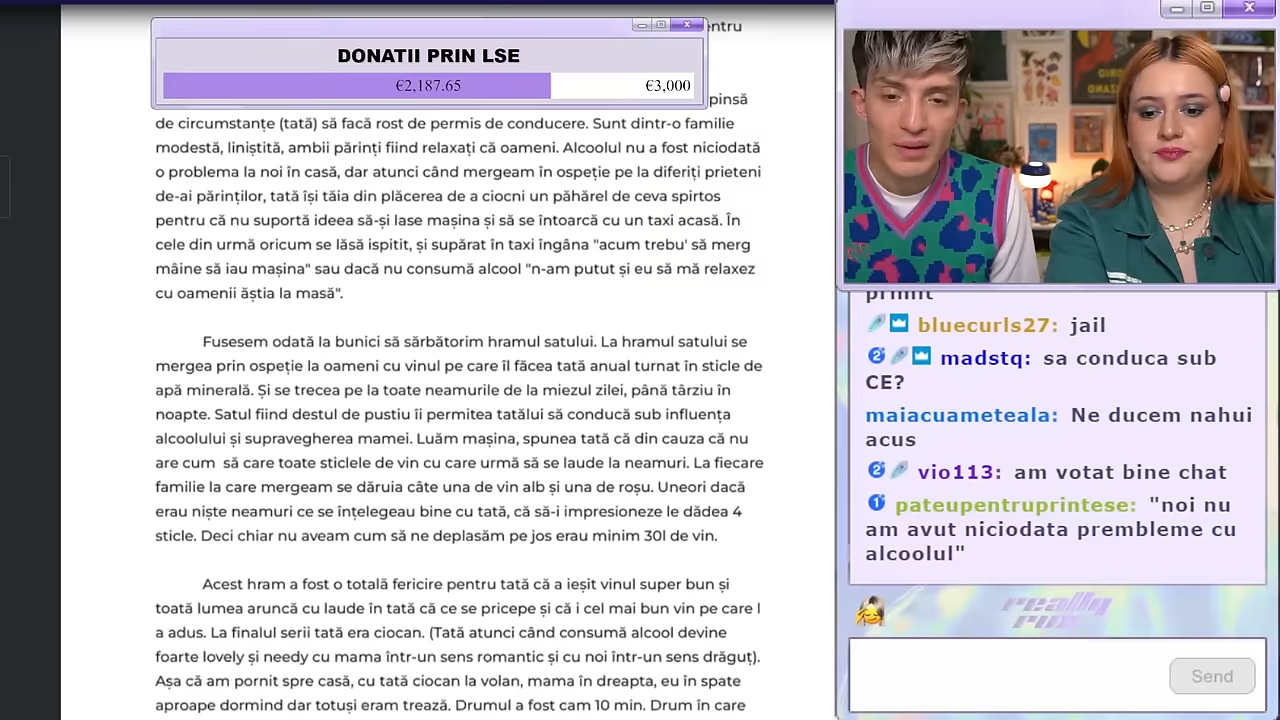 entru
DONATII PRIN LSE
€2,187.65
€3,000
pinsă
de circumstanțe (tată) să facă rost de permis de conducere. Sunt dintr-o familie
modestă, liniștită, ambii părinți fiind relaxați că oameni. Alcoolul nu a fost niciodată
o problema la noi în casă, dar atunci când mergeam în ospeție pe la diferiți prieteni
de-ai părinților, tată își tăia din plăcerea de a ciocni un păhărel de ceva spirtos
pentru că nu suportă ideea să-și lase mașina și să se întoarcă cu un taxi acasă. În
cele din urmă oricum se lăsă ispitit, și supărat în taxi îngâna "acum trebu' să merg
mâine să iau mașina" sau dacă nu consumă alcool "n-am putut și eu să mă relaxez
cu oamenii ăștia la masă".
Fusesem odată la bunici să sărbătorim hramul satului. La hramul satului se
mergea prin ospeție la oameni cu vinul pe care îl făcea tată anual turnat în sticle de
apă minerală. Și se trecea pe la toate neamurile de la miezul zilei, până târziu în
noapte. Satul fiind destul de pustiu îi permitea tatălui să conducă sub influența
alcoolului și supravegherea mamei. Luăm mașina, spunea tată că din cauza că nu
are cum să care toate sticlele de vin cu care urmă să se laude la neamuri. La fiecare
familie la care mergeam se dăruia câte una de vin alb și una de roșu. Uneori dacă
erau niște neamuri ce se înțelegeau bine cu tată, că să-i impresioneze le dădea 4
sticle. Deci chiar nu aveam cum să ne deplasăm pe jos erau minim 30l de vin.
Acest hram a fost o totală fericire pentru tată că a ieșit vinul super bun și
toată lumea aruncă cu laude în tată că ce se pricepe și că i cel mai bun vin pe care l
a adus. La finalul serii tată era ciocan. (Tată atunci când consumă alcool devine
foarte lovely și needy cu mama într-un sens romantic și cu noi într-un sens drăguț).
Așa că am pornit spre casă, cu tată ciocan la volan, mama în dreapta, eu în spate
aproape dormind dar totuși eram trează. Drumul a fost cam 10 min. Drum în care
primit
bluecurls27: jail
madstq: sa conduca sub
CE?
maiacuameteala: Ne ducem nahui
acus
vio113: am votat bine chat
pateupentruprintese: "noi nu
am avut niciodata prembleme cu
alcoolul"
really
rux
Send